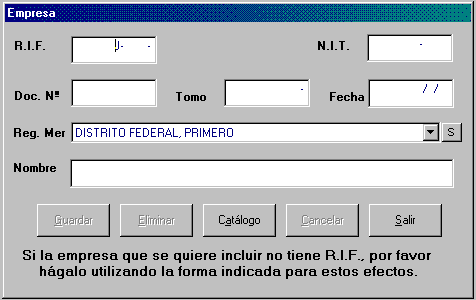 Empresa
R.I.F. J- - N.I.T. -
Doc. Nº Tomo - Fecha / /
Reg. Mer DISTRITO FEDERAL, PRIMERO S
Nombre
Guardar Eliminar Catálogo Cancelar Salir
Si la empresa que se quiere incluir no tiene R.I.F., por favor
hágalo utilizando la forma indicada para estos efectos.